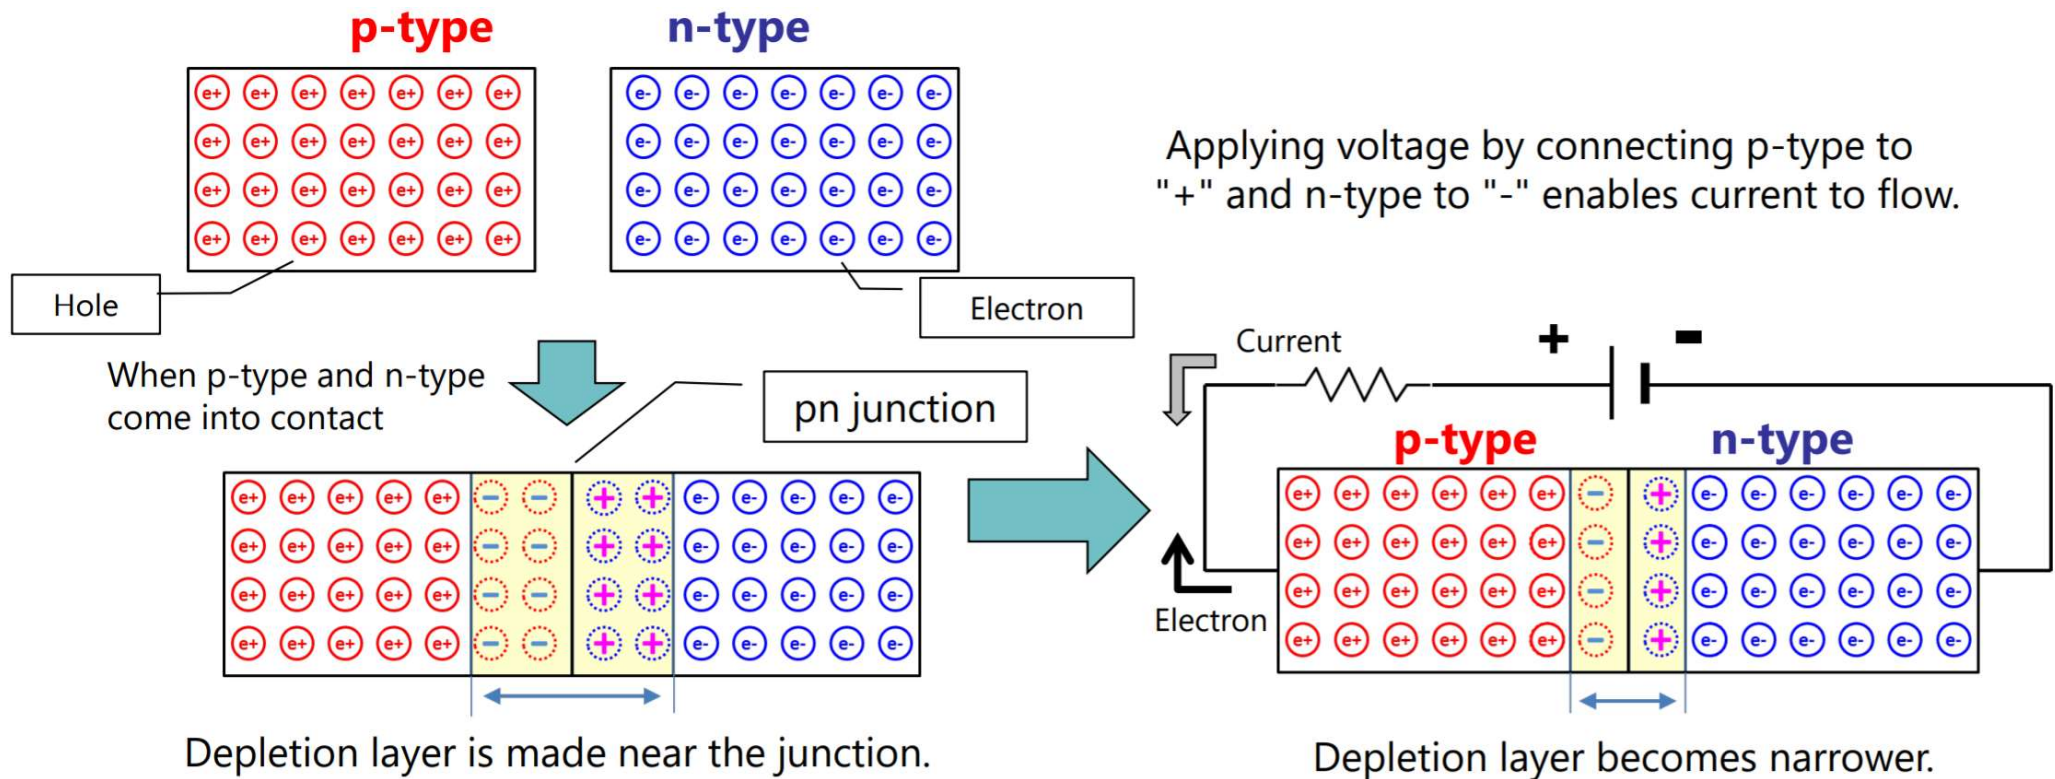 p-type
n-type
e+ e+ e+ e+ e+ e+ e+
e+ e+ e+ e+ e+ e+ e+
e+ e+ e+ e+ e+ e+ e+
e+ e+ e+ e+ e+ e+ e+
e- e- e- e- e- e- e-
e- e- e- e- e- e- e-
e- e- e- e- e- e- e-
e- e- e- e- e- e- e-
Hole
Electron
When p-type and n-type
come into contact
pn junction
e+ e+ e+ e+ e+ − − + + e- e- e- e- e-
e+ e+ e+ e+ e+ − − + + e- e- e- e- e-
e+ e+ e+ e+ e+ − − + + e- e- e- e- e-
e+ e+ e+ e+ e+ − − + + e- e- e- e- e-
Depletion layer is made near the junction.
Applying voltage by connecting p-type to
"+" and n-type to "-" enables current to flow.
Current
+ −
p-type
n-type
e+ e+ e+ e+ e+ e+ − + e- e- e- e- e- e-
e+ e+ e+ e+ e+ e+ − + e- e- e- e- e- e-
e+ e+ e+ e+ e+ e+ − + e- e- e- e- e- e-
e+ e+ e+ e+ e+ e+ − + e- e- e- e- e- e-
Electron
Depletion layer becomes narrower.